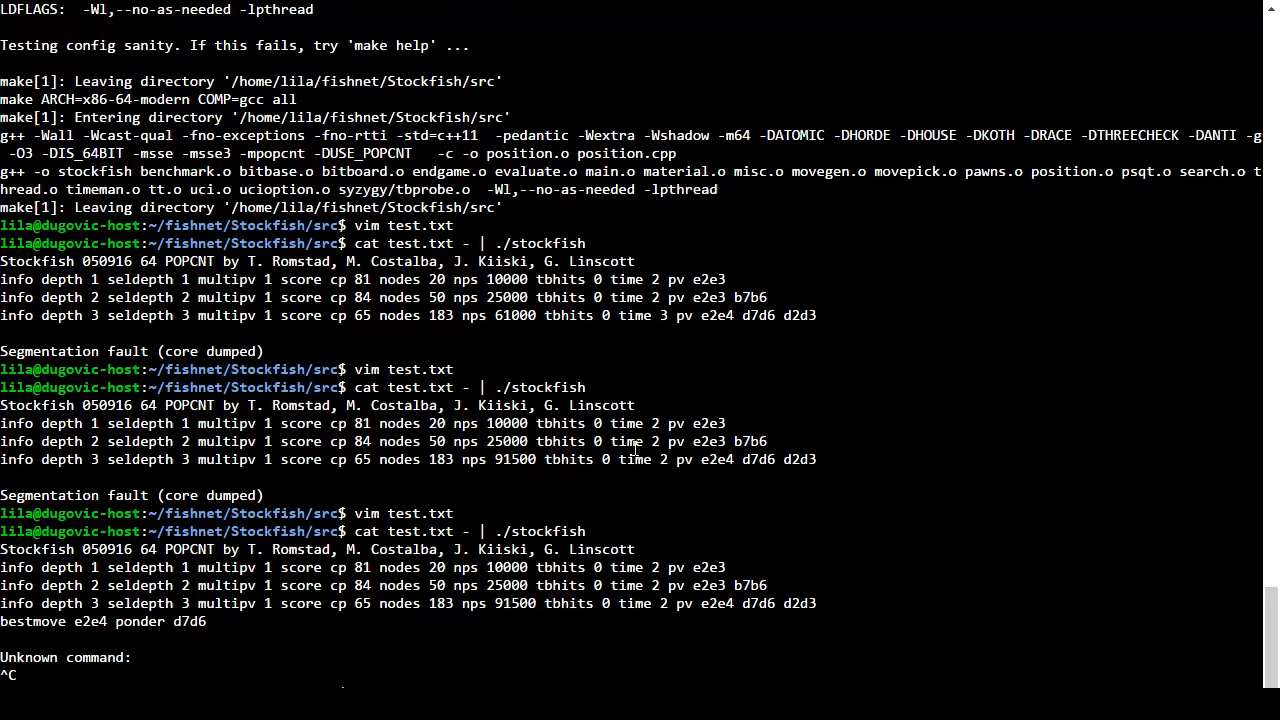 LDFLAGS:  -Wl,--no-as-needed -lpthread
Testing config sanity. If this fails, try 'make help' ...
make[1]: Leaving directory '/home/lila/fishnet/Stockfish/src'
make ARCH=x86-64-modern COMP=gcc all
make[1]: Entering directory '/home/lila/fishnet/Stockfish/src'
g++ -Wall -Wcast-qual -fno-exceptions -fno-rtti -std=c++11  -pedantic -Wextra -Wshadow -m64 -DATOMIC -DHORDE -DHOUSE -DKOTH -DRACE -DTHREECHECK -DANTI -g
 -O3 -DIS_64BIT -msse -msse3 -mpopcnt -DUSE_POPCNT   -c -o position.o position.cpp
g++ -o stockfish benchmark.o bitbase.o bitboard.o endgame.o evaluate.o main.o material.o misc.o movegen.o movepick.o pawns.o position.o psqt.o search.o t
hread.o timeman.o tt.o uci.o ucioption.o syzygy/tbprobe.o  -Wl,--no-as-needed -lpthread
make[1]: Leaving directory '/home/lila/fishnet/Stockfish/src'
lila@dugovic-host:~/fishnet/Stockfish/src$ vim test.txt
lila@dugovic-host:~/fishnet/Stockfish/src$ cat test.txt - | ./stockfish
Stockfish 050916 64 POPCNT by T. Romstad, M. Costalba, J. Kiiski, G. Linscott
info depth 1 seldepth 1 multipv 1 score cp 81 nodes 20 nps 10000 tbhits 0 time 2 pv e2e3
info depth 2 seldepth 2 multipv 1 score cp 84 nodes 50 nps 25000 tbhits 0 time 2 pv e2e3 b7b6
info depth 3 seldepth 3 multipv 1 score cp 65 nodes 183 nps 61000 tbhits 0 time 3 pv e2e4 d7d6 d2d3
Segmentation fault (core dumped)
lila@dugovic-host:~/fishnet/Stockfish/src$ vim test.txt
lila@dugovic-host:~/fishnet/Stockfish/src$ cat test.txt - | ./stockfish
Stockfish 050916 64 POPCNT by T. Romstad, M. Costalba, J. Kiiski, G. Linscott
info depth 1 seldepth 1 multipv 1 score cp 81 nodes 20 nps 10000 tbhits 0 time 2 pv e2e3
info depth 2 seldepth 2 multipv 1 score cp 84 nodes 50 nps 25000 tbhits 0 time 2 pv e2e3 b7b6
info depth 3 seldepth 3 multipv 1 score cp 65 nodes 183 nps 91500 tbhits 0 time 2 pv e2e4 d7d6 d2d3
Segmentation fault (core dumped)
lila@dugovic-host:~/fishnet/Stockfish/src$ vim test.txt
lila@dugovic-host:~/fishnet/Stockfish/src$ cat test.txt - | ./stockfish
Stockfish 050916 64 POPCNT by T. Romstad, M. Costalba, J. Kiiski, G. Linscott
info depth 1 seldepth 1 multipv 1 score cp 81 nodes 20 nps 10000 tbhits 0 time 2 pv e2e3
info depth 2 seldepth 2 multipv 1 score cp 84 nodes 50 nps 25000 tbhits 0 time 2 pv e2e3 b7b6
info depth 3 seldepth 3 multipv 1 score cp 65 nodes 183 nps 91500 tbhits 0 time 2 pv e2e4 d7d6 d2d3
bestmove e2e4 ponder d7d6
Unknown command:
^C